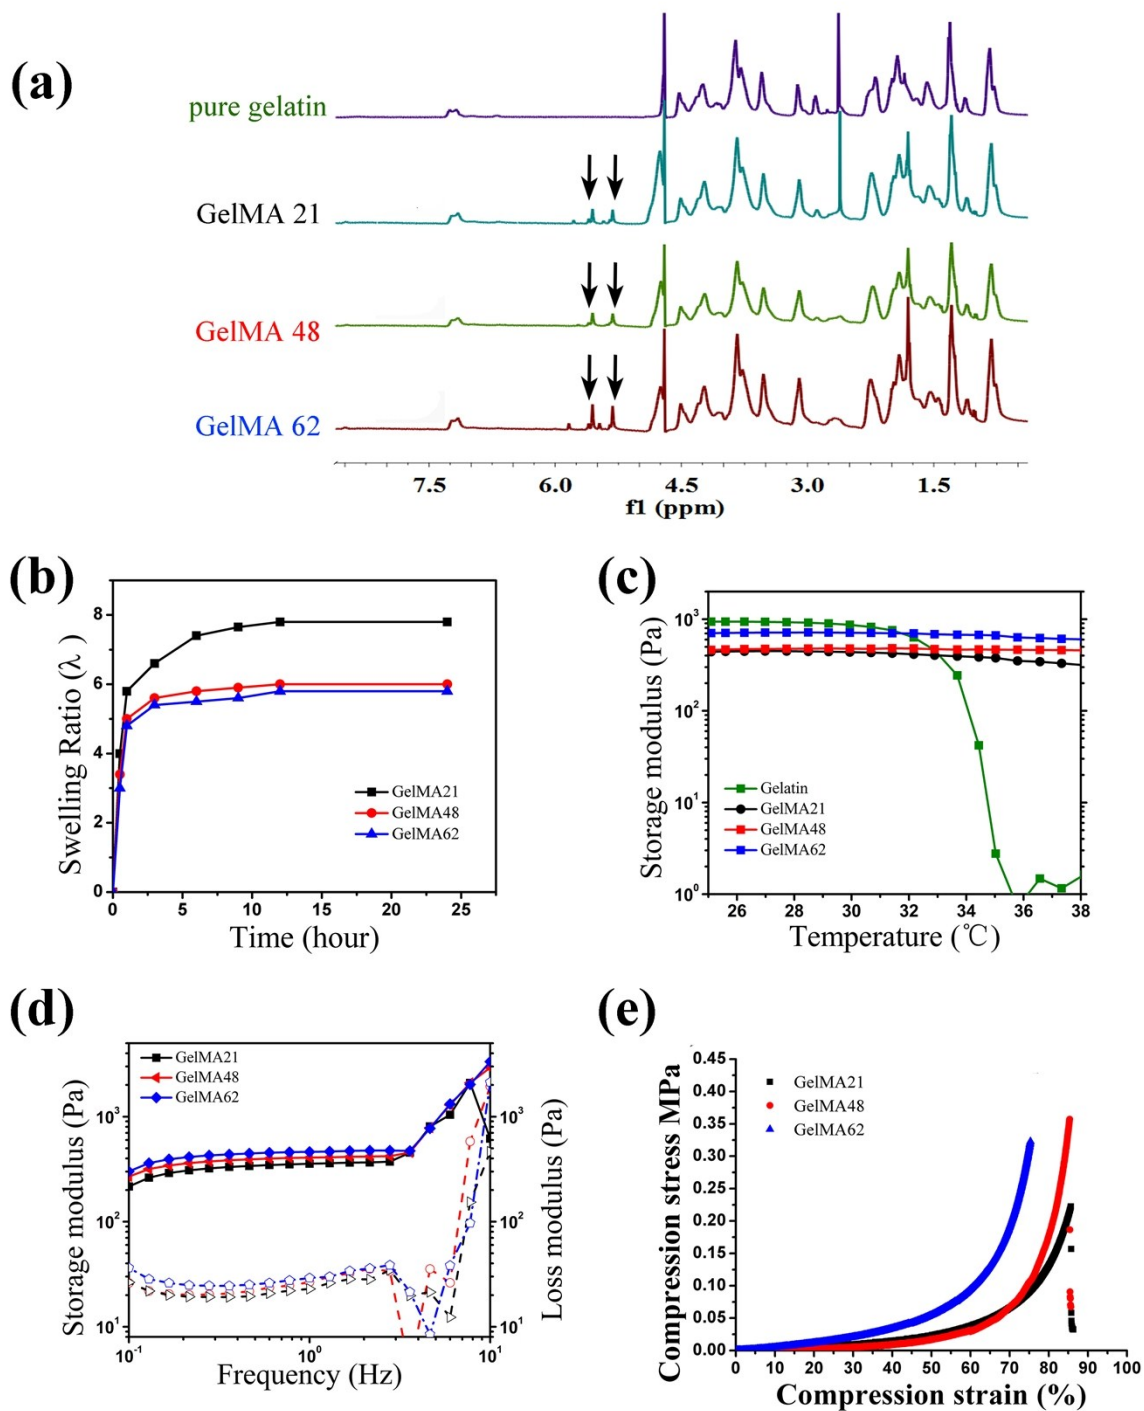 (a)
pure gelatin
GelMA 21
GelMA 48
GelMA 62
7.5 6.0 4.5 3.0 1.5
f1 (ppm)
(b)
Swelling Ratio (λ)
8
6
4
2
0
GelMA21
GelMA48
GelMA62
0 5 10 15 20 25
Time (hour)
(c)
Storage modulus (Pa)
10³
10²
10¹
10⁰
Gelatin
GelMA21
GelMA48
GelMA62
26 28 30 32 34 36 38
Temperature (℃)
(d)
Storage modulus (Pa)
10³
10²
10¹
GelMA21
GelMA48
GelMA62
10³
10²
10¹
Loss modulus (Pa)
10⁻¹ 10⁰ 10¹
Frequency (Hz)
(e)
Compression stress MPa
0.45
0.40
0.35
0.30
0.25
0.20
0.15
0.10
0.05
0.00
GelMA21
GelMA48
GelMA62
0 10 20 30 40 50 60 70 80 90 100
Compression strain (%)